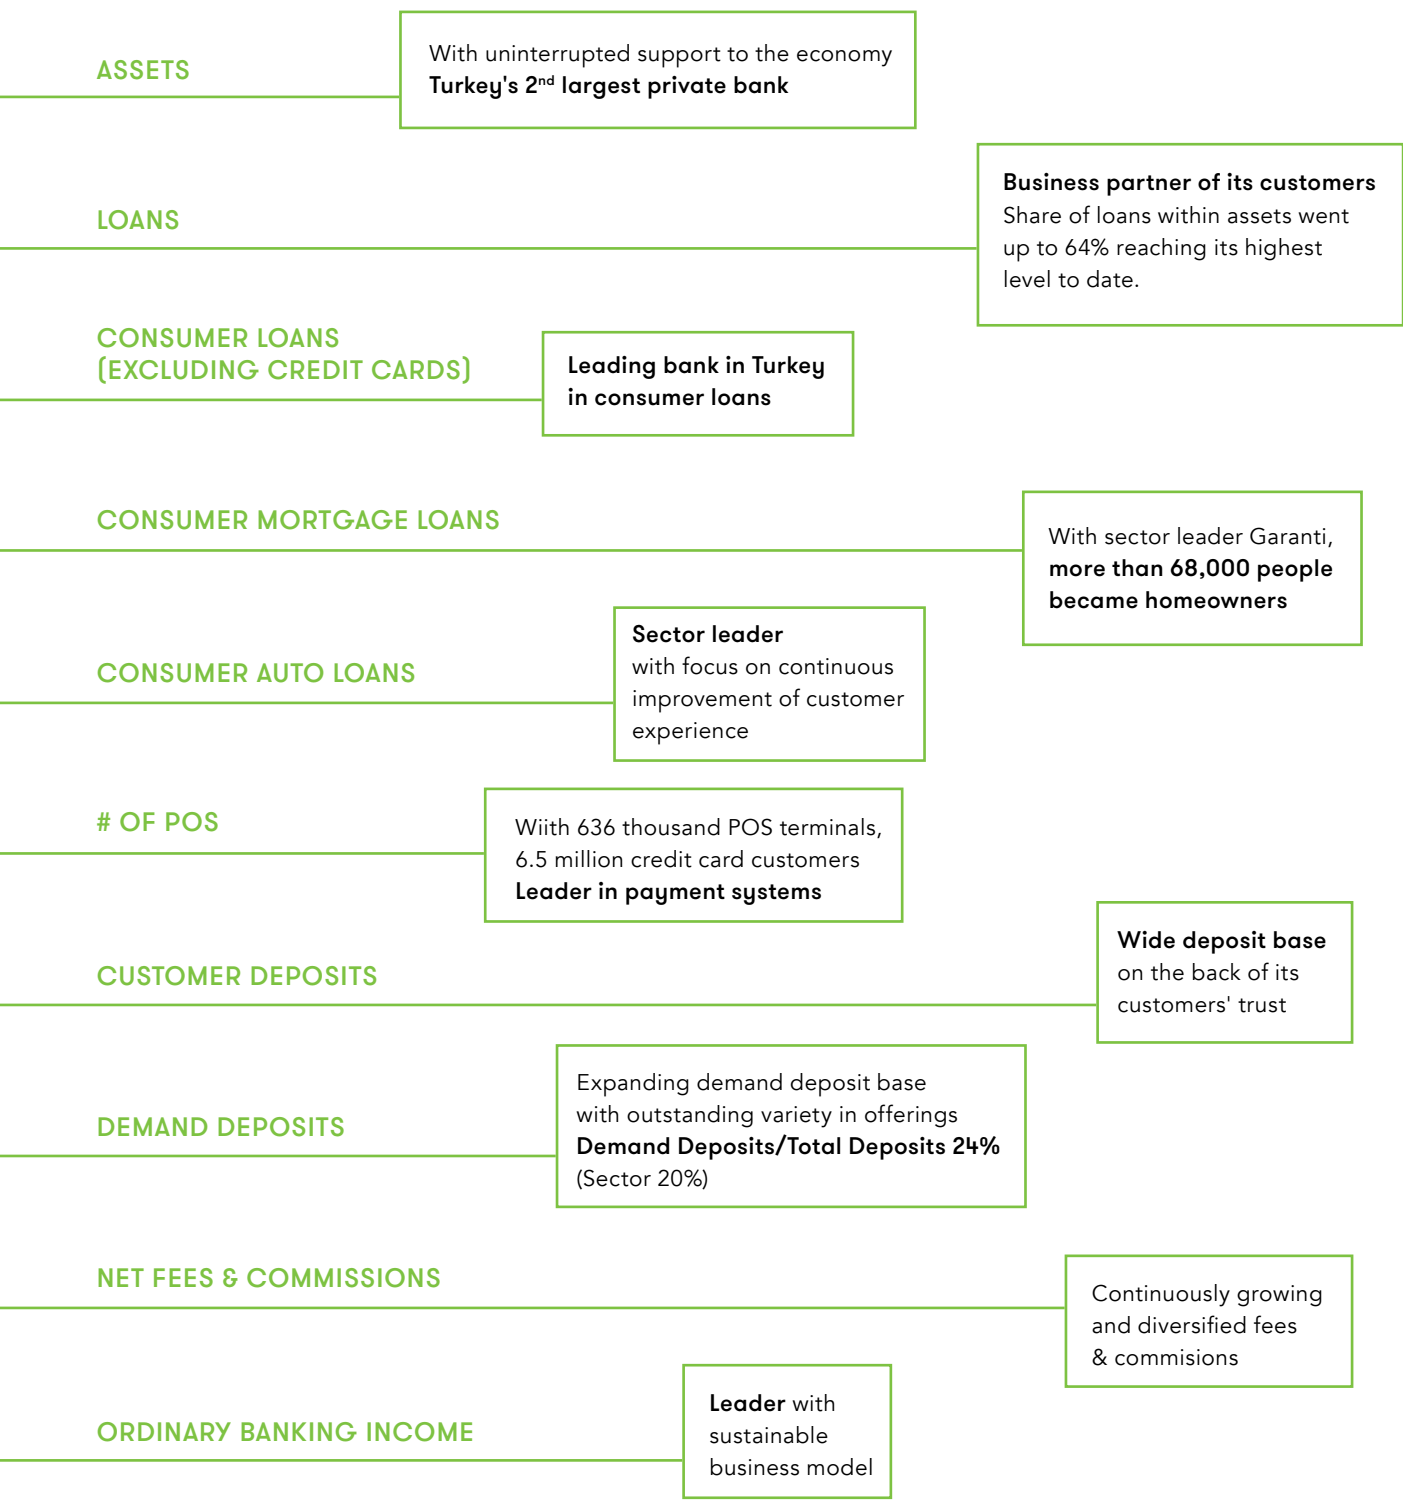 ASSETS
With uninterrupted support to the economy
Turkey's 2nd largest private bank
LOANS
Business partner of its customers
Share of loans within assets went
up to 64% reaching its highest
level to date.
CONSUMER LOANS
(EXCLUDING CREDIT CARDS)
Leading bank in Turkey
in consumer loans
CONSUMER MORTGAGE LOANS
With sector leader Garanti,
more than 68,000 people
became homeowners
CONSUMER AUTO LOANS
Sector leader
with focus on continuous
improvement of customer
experience
# OF POS
Wiith 636 thousand POS terminals,
6.5 million credit card customers
Leader in payment systems
CUSTOMER DEPOSITS
Wide deposit base
on the back of its
customers' trust
DEMAND DEPOSITS
Expanding demand deposit base
with outstanding variety in offerings
Demand Deposits/Total Deposits 24%
(Sector 20%)
NET FEES & COMMISSIONS
Continuously growing
and diversified fees
& commisions
ORDINARY BANKING INCOME
Leader with
sustainable
business model